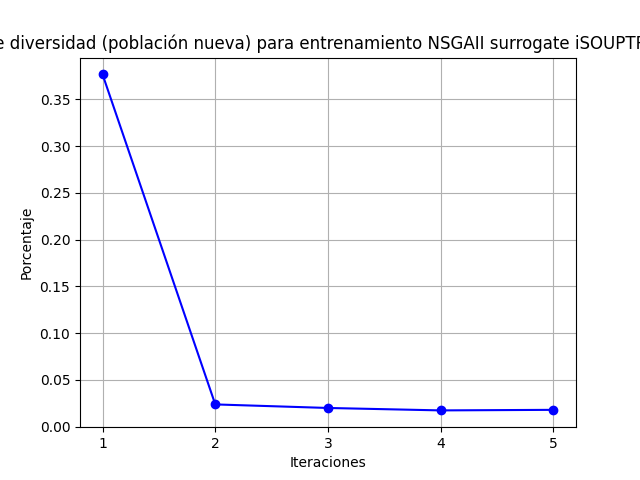 e diversidad (población nueva) para entrenamiento NSGAII surrogate iSOUPT
0.35
0.30
0.25
0.20
0.15
0.10
0.05
0.00
Porcentaje
1 2 3 4 5
Iteraciones